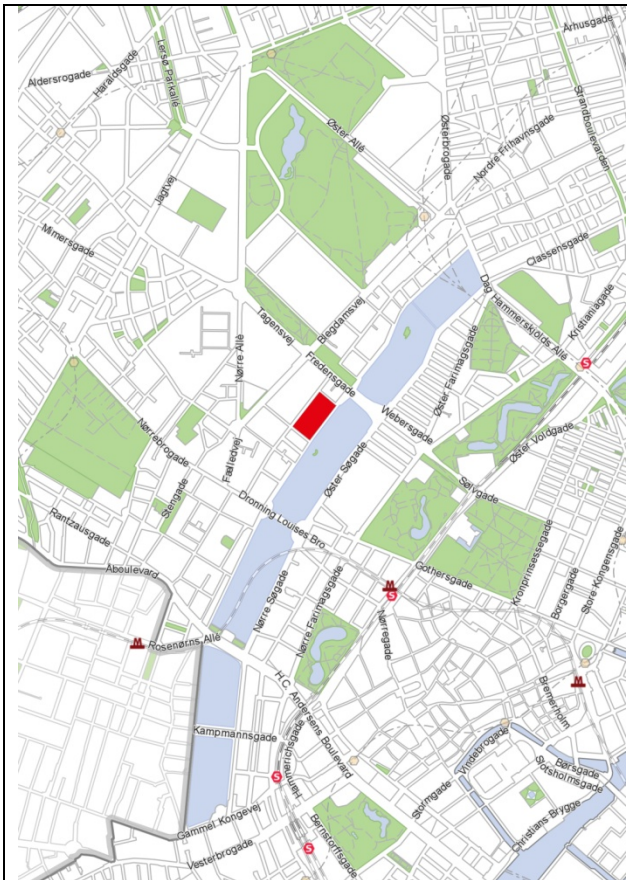 Århusgade
Aldersrogade
Haraldsgade
Lersø Parkallé
Strandboulevarden
Øster Allé
Østerbrogade
Nordre Frihavnsgade
Jagtvej
Mimersgade
Classensgade
Tagensvej
Blegdamsvej
Dag Hammerskjölds Allé
Kristianiagade
S
Fredensgade
Nørre Allé
Øster Farimagsgade
Webersgade
Øster Voldgade
Nørrebrogade
Fælledvej
Øster Søgade
Sølvgade
Stengade
Rantzausgade
Dronning Louises Bro
Åboulevard
Gothersgade
Kronprinsessegade
Borgergade
Store Kongensgade
M
S
Nørre Søgade
Nørre Farimagsgade
Nørregade
M
Rosenørns Allé
M
Bremerholm
H.C. Andersens Boulevard
Kampmannsgade
Hammerichsgade
Vindebrogade
Børsgade
Slotsholmsgade
S
Stormgade
Christians Brygge
Gammel Kongevej
Vesterbrogade
Bernstorffsgade
S